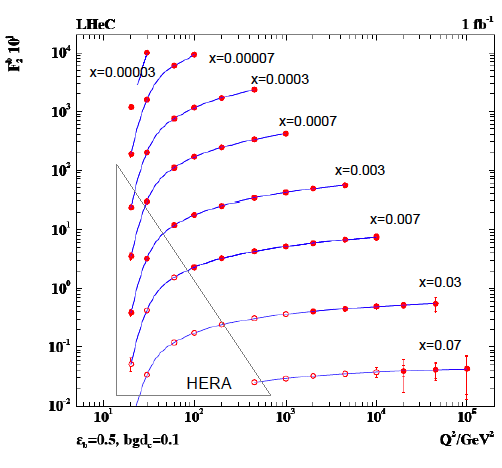 LHeC 1 fb⁻¹
F₂ᵇᵇ 10ⁱ
10⁴
10³
10²
10¹
10⁰
10⁻¹
10⁻²
x=0.00003
x=0.00007
x=0.0003
x=0.0007
x=0.003
x=0.007
x=0.03
x=0.07
HERA
10¹ 10² 10³ 10⁴ 10⁵
εb=0.5, bgdc=0.1 Q²/GeV²